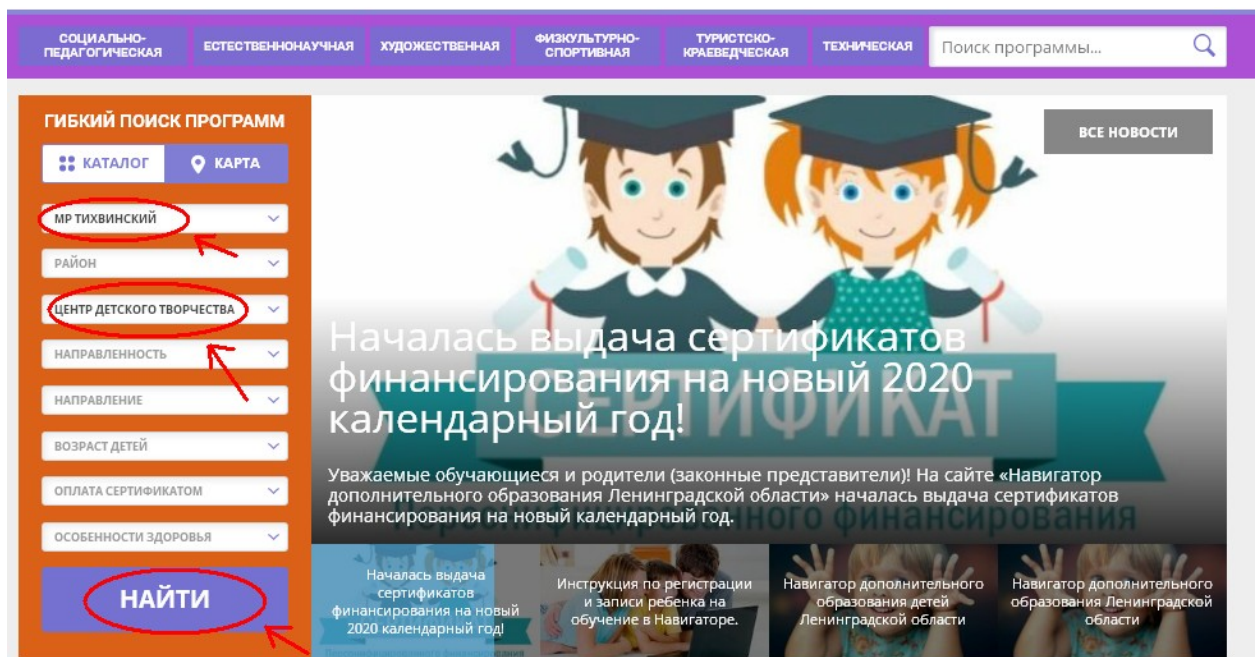 СОЦИАЛЬНО-
ПЕДАГОГИЧЕСКАЯ
ЕСТЕСТВЕННОНАУЧНАЯ
ХУДОЖЕСТВЕННАЯ
ФИЗКУЛЬТУРНО-
СПОРТИВНАЯ
ТУРИСТСКО-
КРАЕВЕДЧЕСКАЯ
ТЕХНИЧЕСКАЯ
Поиск программы...
ГИБКИЙ ПОИСК ПРОГРАММ
КАТАЛОГ
КАРТА
МР ТИХВИНСКИЙ
РАЙОН
ЦЕНТР ДЕТСКОГО ТВОРЧЕСТВА
НАПРАВЛЕННОСТЬ
НАПРАВЛЕНИЕ
ВОЗРАСТ ДЕТЕЙ
ОПЛАТА СЕРТИФИКАТОМ
ОСОБЕННОСТИ ЗДОРОВЬЯ
НАЙТИ
ВСЕ НОВОСТИ
СЕРТИФИКАТ
Началась выдача сертификатов
финансирования на новый 2020
календарный год!
Уважаемые обучающиеся и родители (законные представители)! На сайте «Навигатор
дополнительного образования Ленинградской области» началась выдача сертификатов
финансирования на новый календарный год.
персонифицированного финансирования
Началась выдача
сертификатов
финансирования на новый
2020 календарный год!
Инструкция по регистрации
и записи ребенка на
обучение в Навигаторе.
Навигатор дополнительного
образования детей
Ленинградской области
Навигатор дополнительного
образования Ленинградской
области